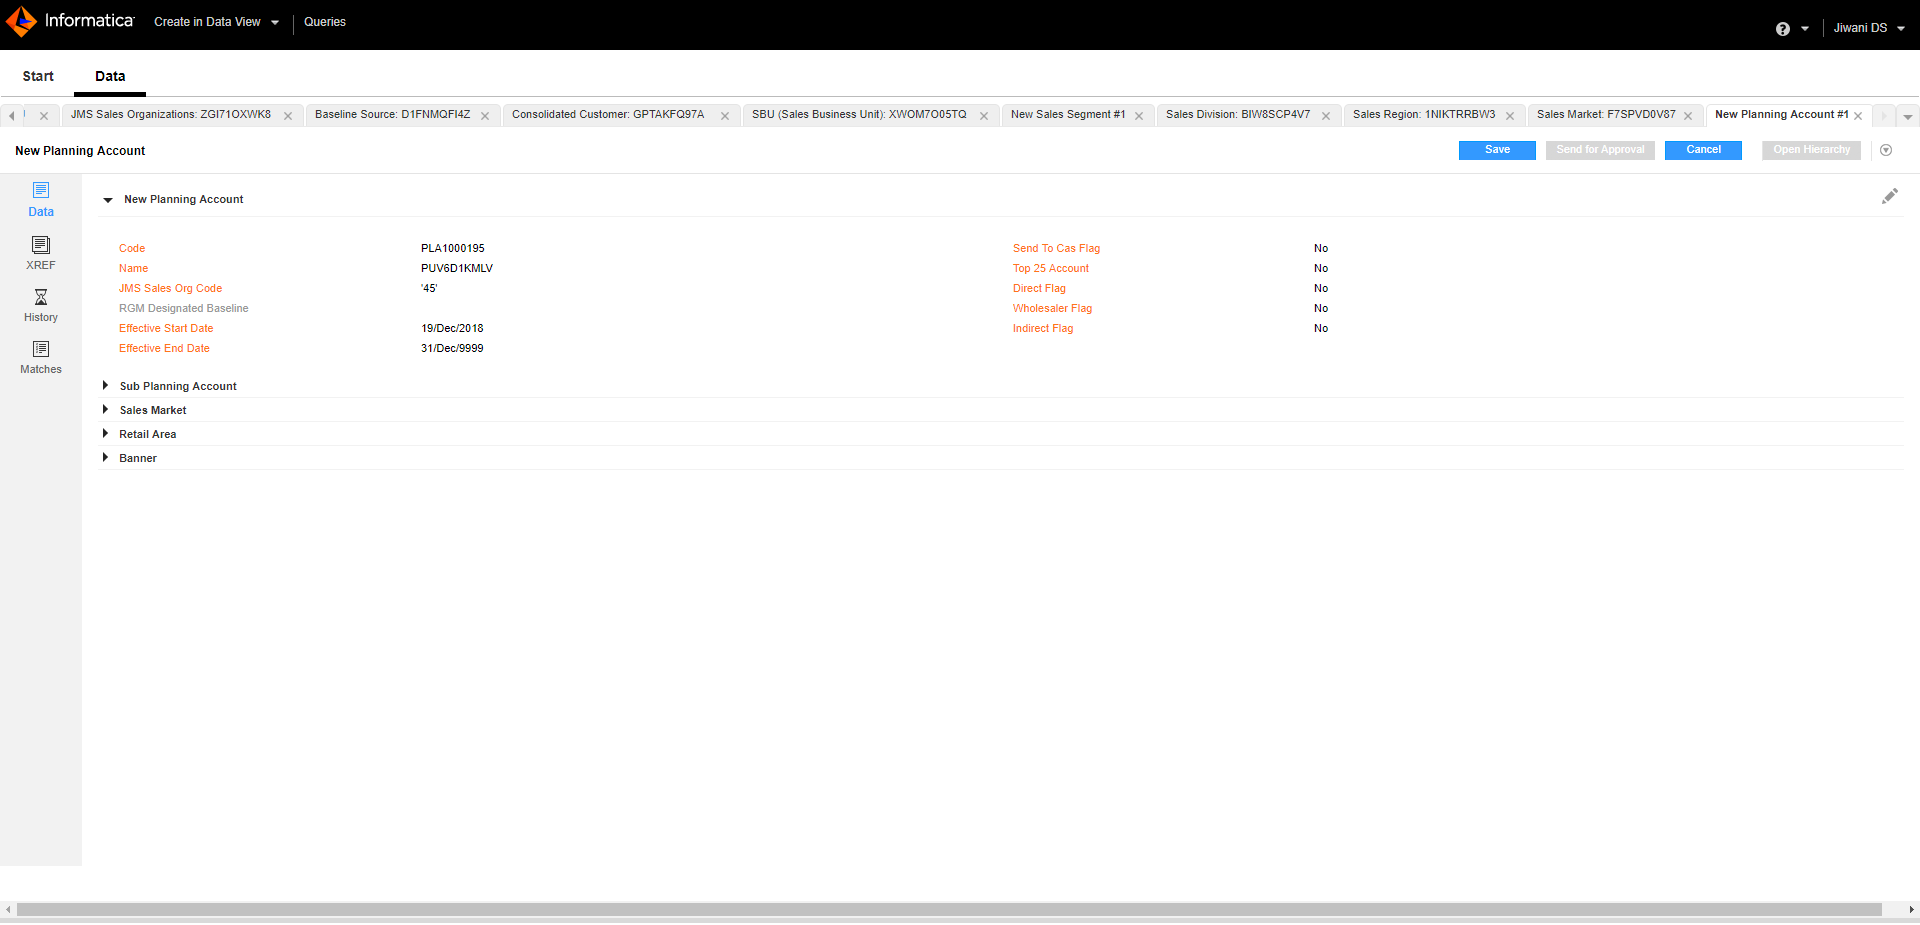 Informatica Create in Data View Queries Jiwani DS
Start Data
JMS Sales Organizations: ZGI71OXWK8 Baseline Source: D1FNMQFI4Z Consolidated Customer: GPTAKFQ97A SBU (Sales Business Unit): XWOM7O05TQ New Sales Segment #1 Sales Division: BIW8SCP4V7 Sales Region: 1NIKTRRBW3 Sales Market: F7SPVD0V87 New Planning Account #1
New Planning Account Save Send for Approval Cancel Open Hierarchy
Data
XREF
History
Matches
New Planning Account
Code PLA1000195 Send To Cas Flag No
Name PUV6D1KMLV Top 25 Account No
JMS Sales Org Code '45' Direct Flag No
RGM Designated Baseline Wholesaler Flag No
Effective Start Date 19/Dec/2018 Indirect Flag No
Effective End Date 31/Dec/9999
Sub Planning Account
Sales Market
Retail Area
Banner